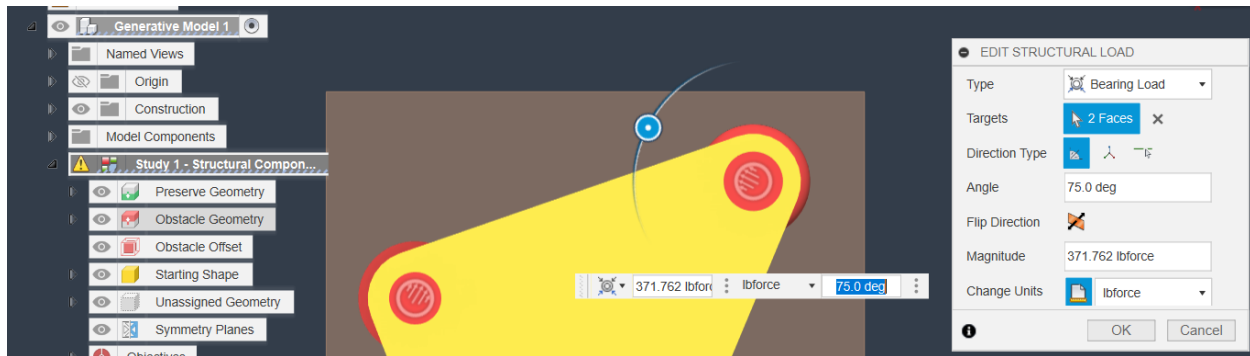 Generative Model 1
Named Views
Origin
Construction
Model Components
Study 1 - Structural Compon...
Preserve Geometry
Obstacle Geometry
Obstacle Offset
Starting Shape
Unassigned Geometry
Symmetry Planes
Objectives
371.762 lbforc lbforce 75.0 deg
EDIT STRUCTURAL LOAD
Type Bearing Load
Targets 2 Faces
Direction Type
Angle 75.0 deg
Flip Direction
Magnitude 371.762 lbforce
Change Units lbforce
OK Cancel